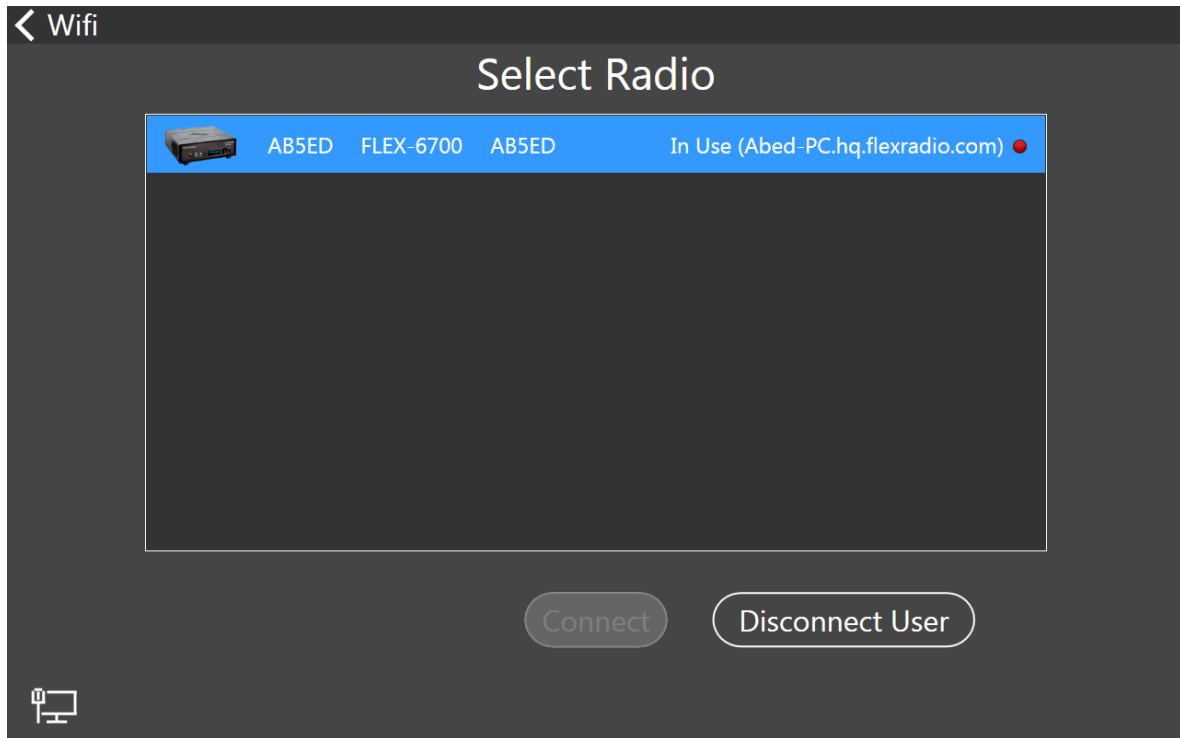 Wifi
Select Radio
AB5ED FLEX-6700 AB5ED In Use (Abed-PC.hq.flexradio.com)
Connect Disconnect User